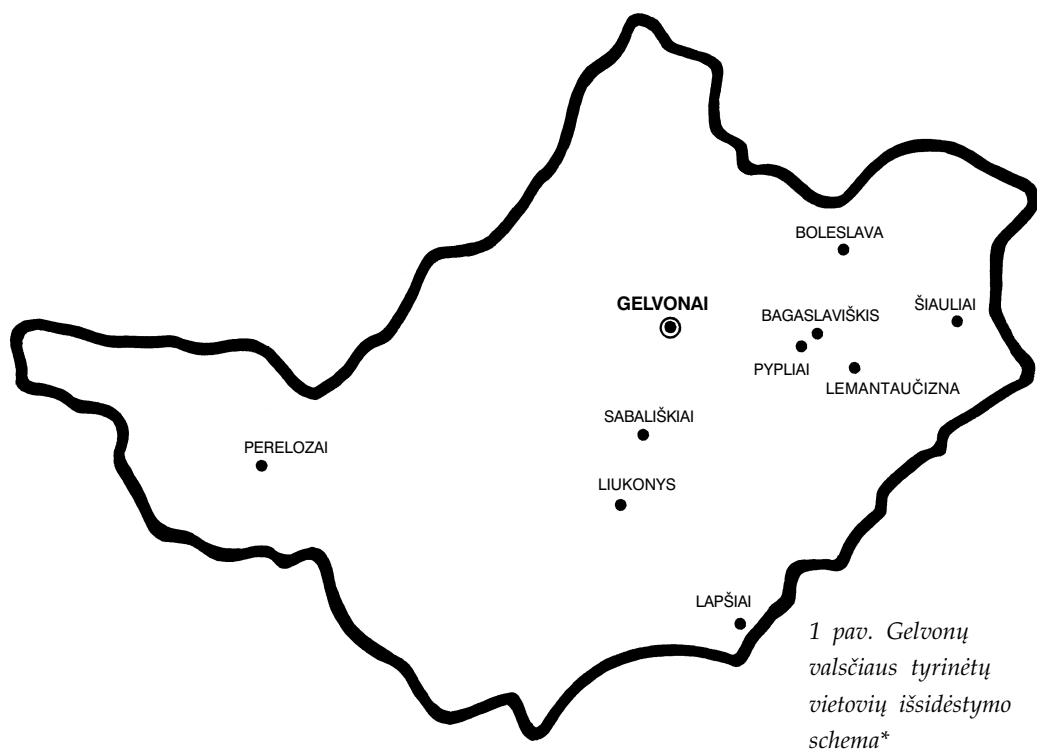 BOLESLAVA
GELVONAI
ŠIAULIAI
BAGASLAVIŠKIS
PYPLIAI
LEMANTAUČIZNA
SABALIŠKIAI
PERELOZAI
LIUKONYS
LAPŠIAI
1 pav. Gelvonų
valsčiaus tyrinėtų
vietovių išsidėstymo
schema*